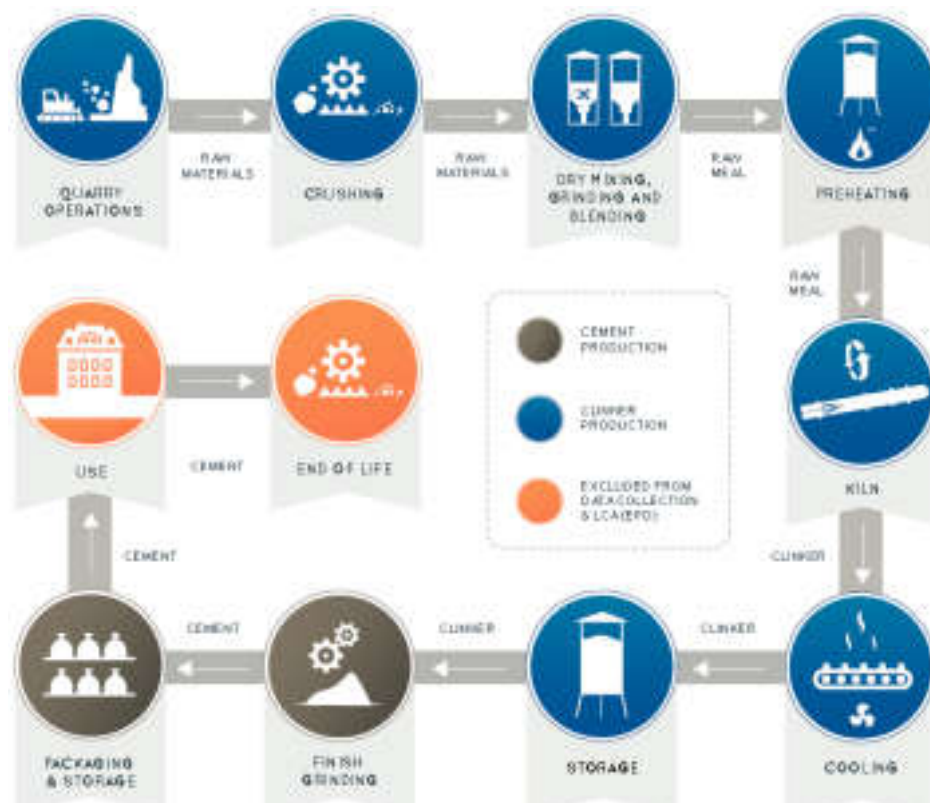 RAW
MATERIALS
RAW
MATERIALS
RAW
MEAL
QUARRY
OPERATIONS
CRUSHING
DRY MIXING,
GRINDING AND
BLENDING
PREHEATING
RAW
MEAL
CEMENT
PRODUCTION
CLINKER
PRODUCTION
EXCLUDED FROM
DATA COLLECTION
& LCA (EPD)
USE
CEMENT
END OF LIFE
KILN
CEMENT
CLINKER
CEMENT
CLINKER
CLINKER
PACKAGING
& STORAGE
FINISH
GRINDING
STORAGE
COOLING